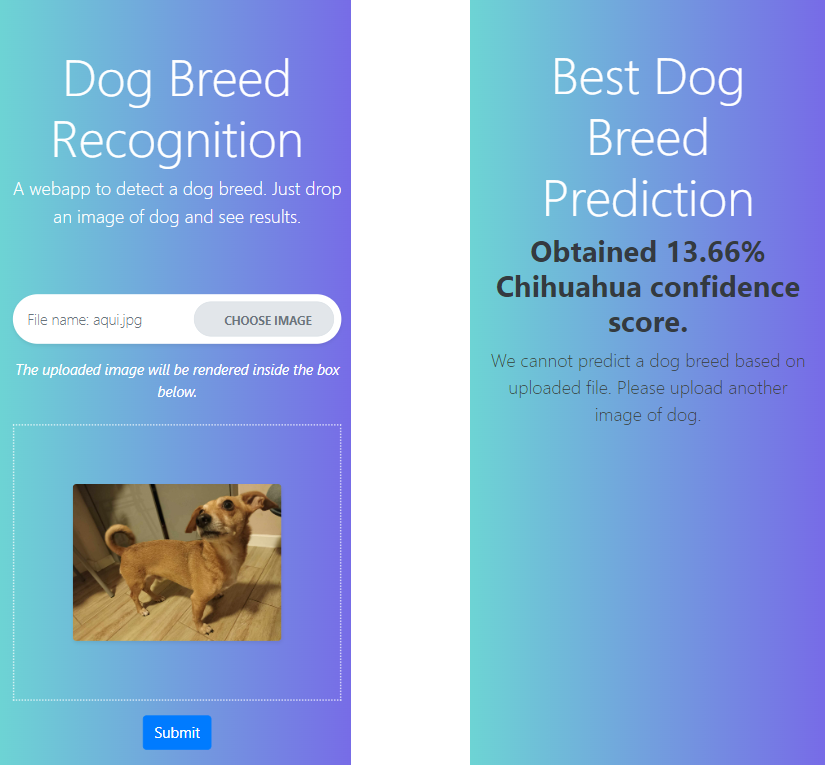 Dog Breed
Recognition
A webapp to detect a dog breed. Just drop
an image of dog and see results.
File name: aqui.jpg
CHOOSE IMAGE
The uploaded image will be rendered inside the box
below.
Submit
Best Dog
Breed
Prediction
Obtained 13.66%
Chihuahua confidence
score.
We cannot predict a dog breed based on
uploaded file. Please upload another
image of dog.